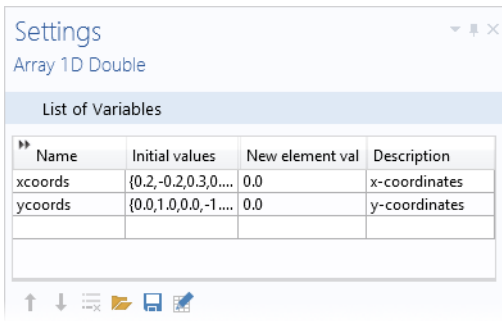 Settings
Array 1D Double
List of Variables
Name Initial values New element val Description
xcoords {0.2,-0.2,0.3,0.... 0.0 x-coordinates
ycoords {0.0,1.0,0.0,-1.... 0.0 y-coordinates